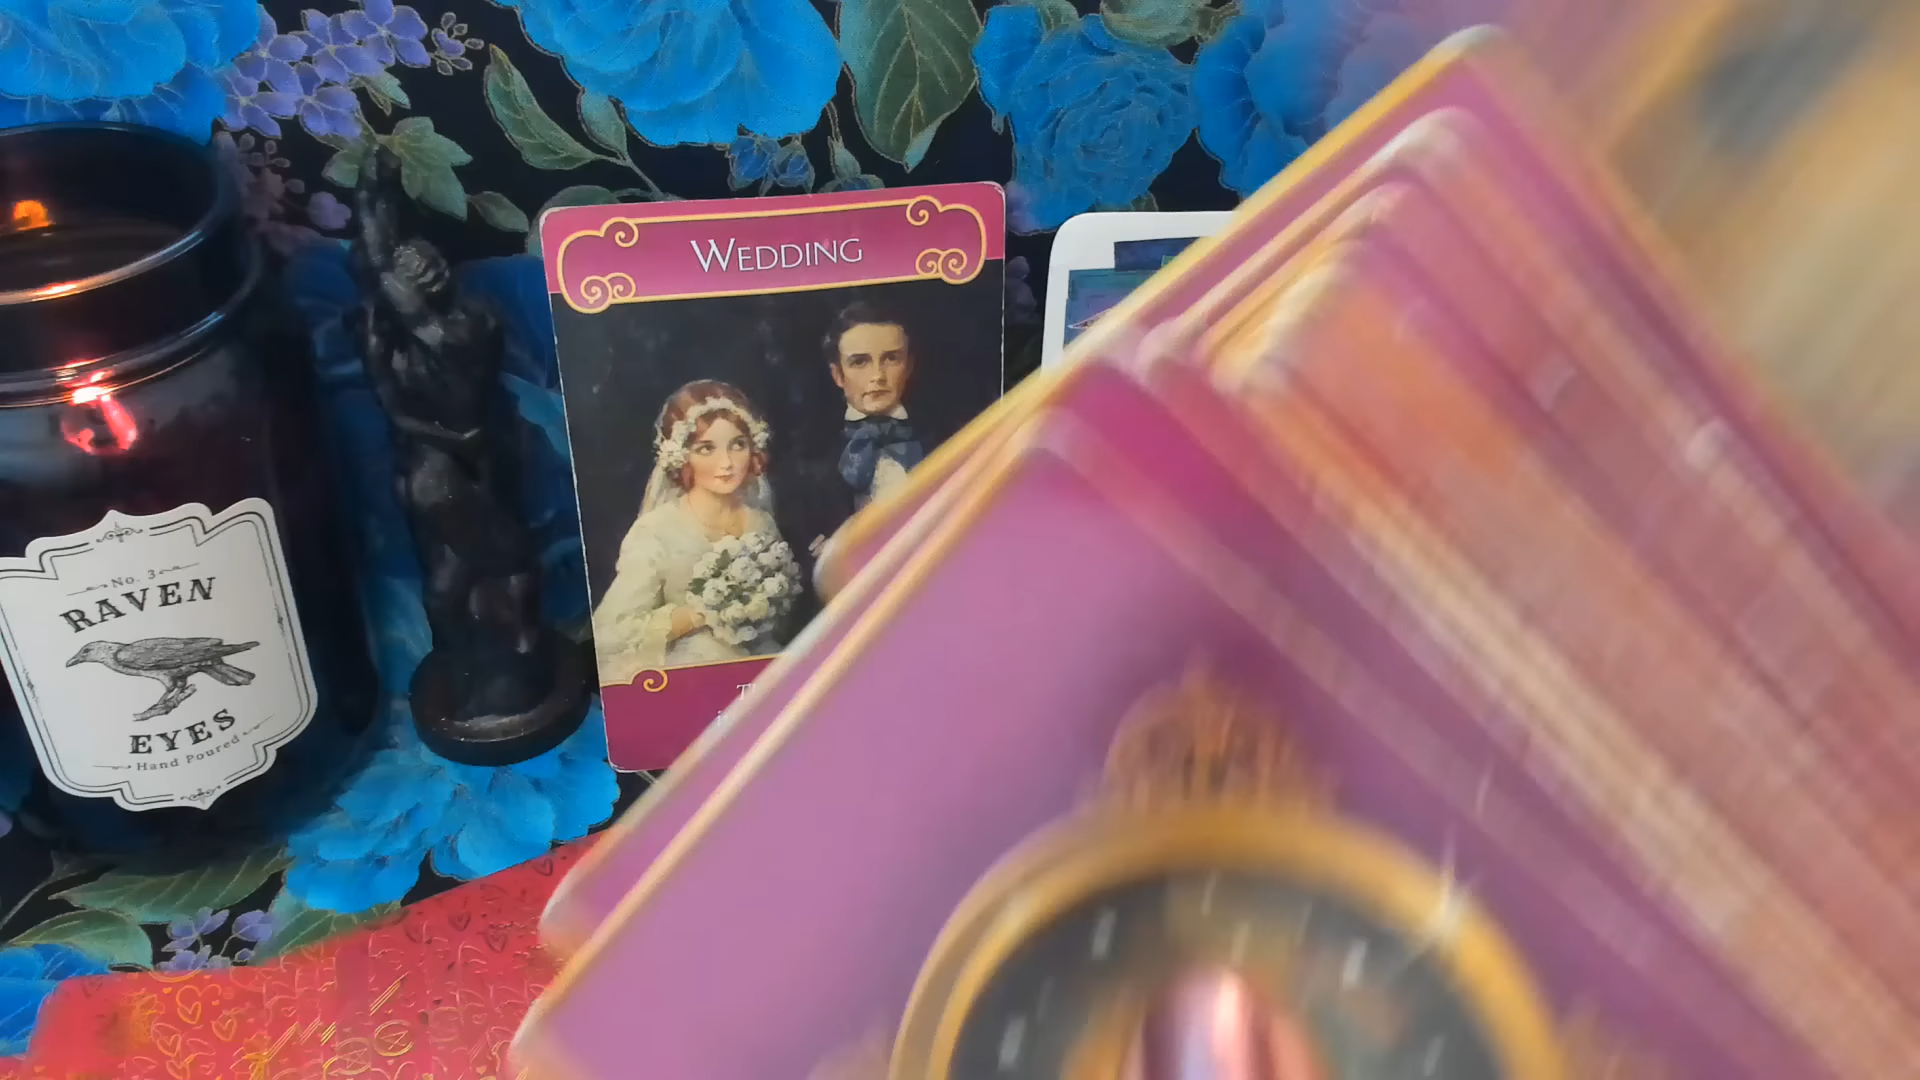 WEDDING
No. 3
RAVEN
EYES
Hand Poured